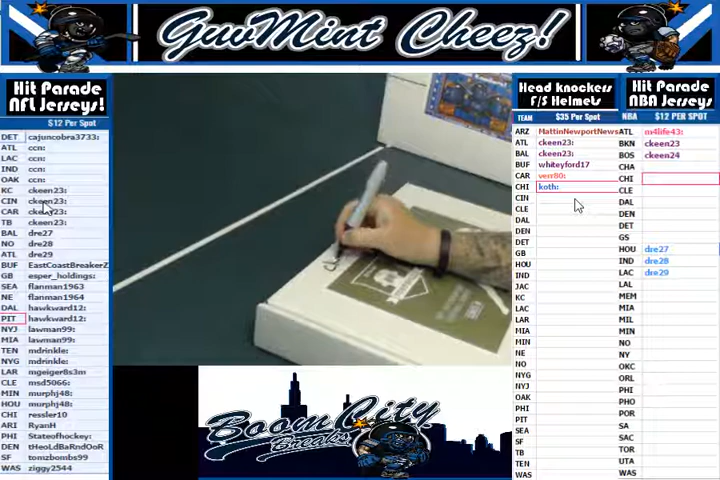 GuvMint Cheez!
Hit Parade
NFL Jerseys!
$12 Per Spot
DET cajuncobra3733:
ATL ccn:
LAC ccn:
IND ccn:
OAK ccn:
KC ckeen23:
CIN ckeen23:
CAR ckeen23:
TB ckeen23:
BAL dre27
NO dre28
ATL dre29
BUF EastCoastBreakerZ
GB esper_holdings:
SEA flanman1963
NE flanman1964
DAL hawkward12:
PIT hawkward12:
NYJ lawman99:
MIA lawman99:
TEN mdrinkle:
NYG mdrinkle:
LAR mgeiger8s3m
CLE msd5066:
MIN murphj48:
HOU murphj48:
CHI ressler10
ARI RyanH
PHI Stateofhockey:
DEN tHeoLdBaRndOoR
SF tomzbombs99
WAS ziggy2544
Boom City
Breaks
Head knockers
F/S Helmets
$35 Per Spot
TEAM
ARZ MattinNewportNews
ATL ckeen23:
BAL ckeen23:
BUF whiteyford17
CAR verr80:
CHI koth:
CIN
CLE
DAL
DEN
DET
GB
HOU
IND
JAC
KC
LAC
LAR
MIA
MIN
NE
NO
NYG
NYJ
OAK
PHI
PIT
SEA
SF
TB
TEN
WAS
Hit Parade
NBA Jerseys
NBA $12 PER SPOT
ATL m4life43:
BKN ckeen23
BOS ckeen24
CHA
CHI
CLE
DAL
DEN
DET
GS
HOU dre27
IND dre28
LAC dre29
LAL
MEM
MIA
MIL
MIN
NO
NY
OKC
ORL
PHI
PHO
POR
SA
SAC
TOR
UTA
WAS